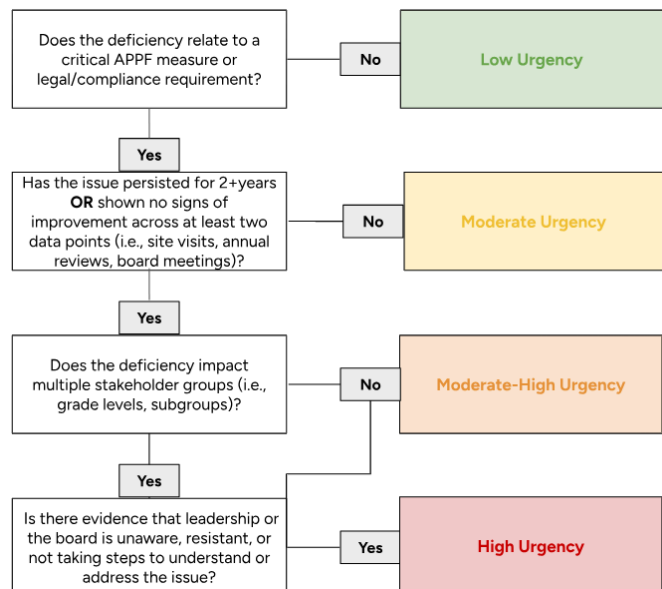 Does the deficiency relate to a
critical APPF measure or
legal/compliance requirement?
No
Low Urgency
Yes
Has the issue persisted for 2+years
OR shown no signs of
improvement across at least two
data points (i.e., site visits, annual
reviews, board meetings)?
No
Moderate Urgency
Yes
Does the deficiency impact
multiple stakeholder groups (i.e.,
grade levels, subgroups)?
No
Moderate-High Urgency
Yes
Is there evidence that leadership or
the board is unaware, resistant, or
not taking steps to understand or
address the issue?
Yes
High Urgency